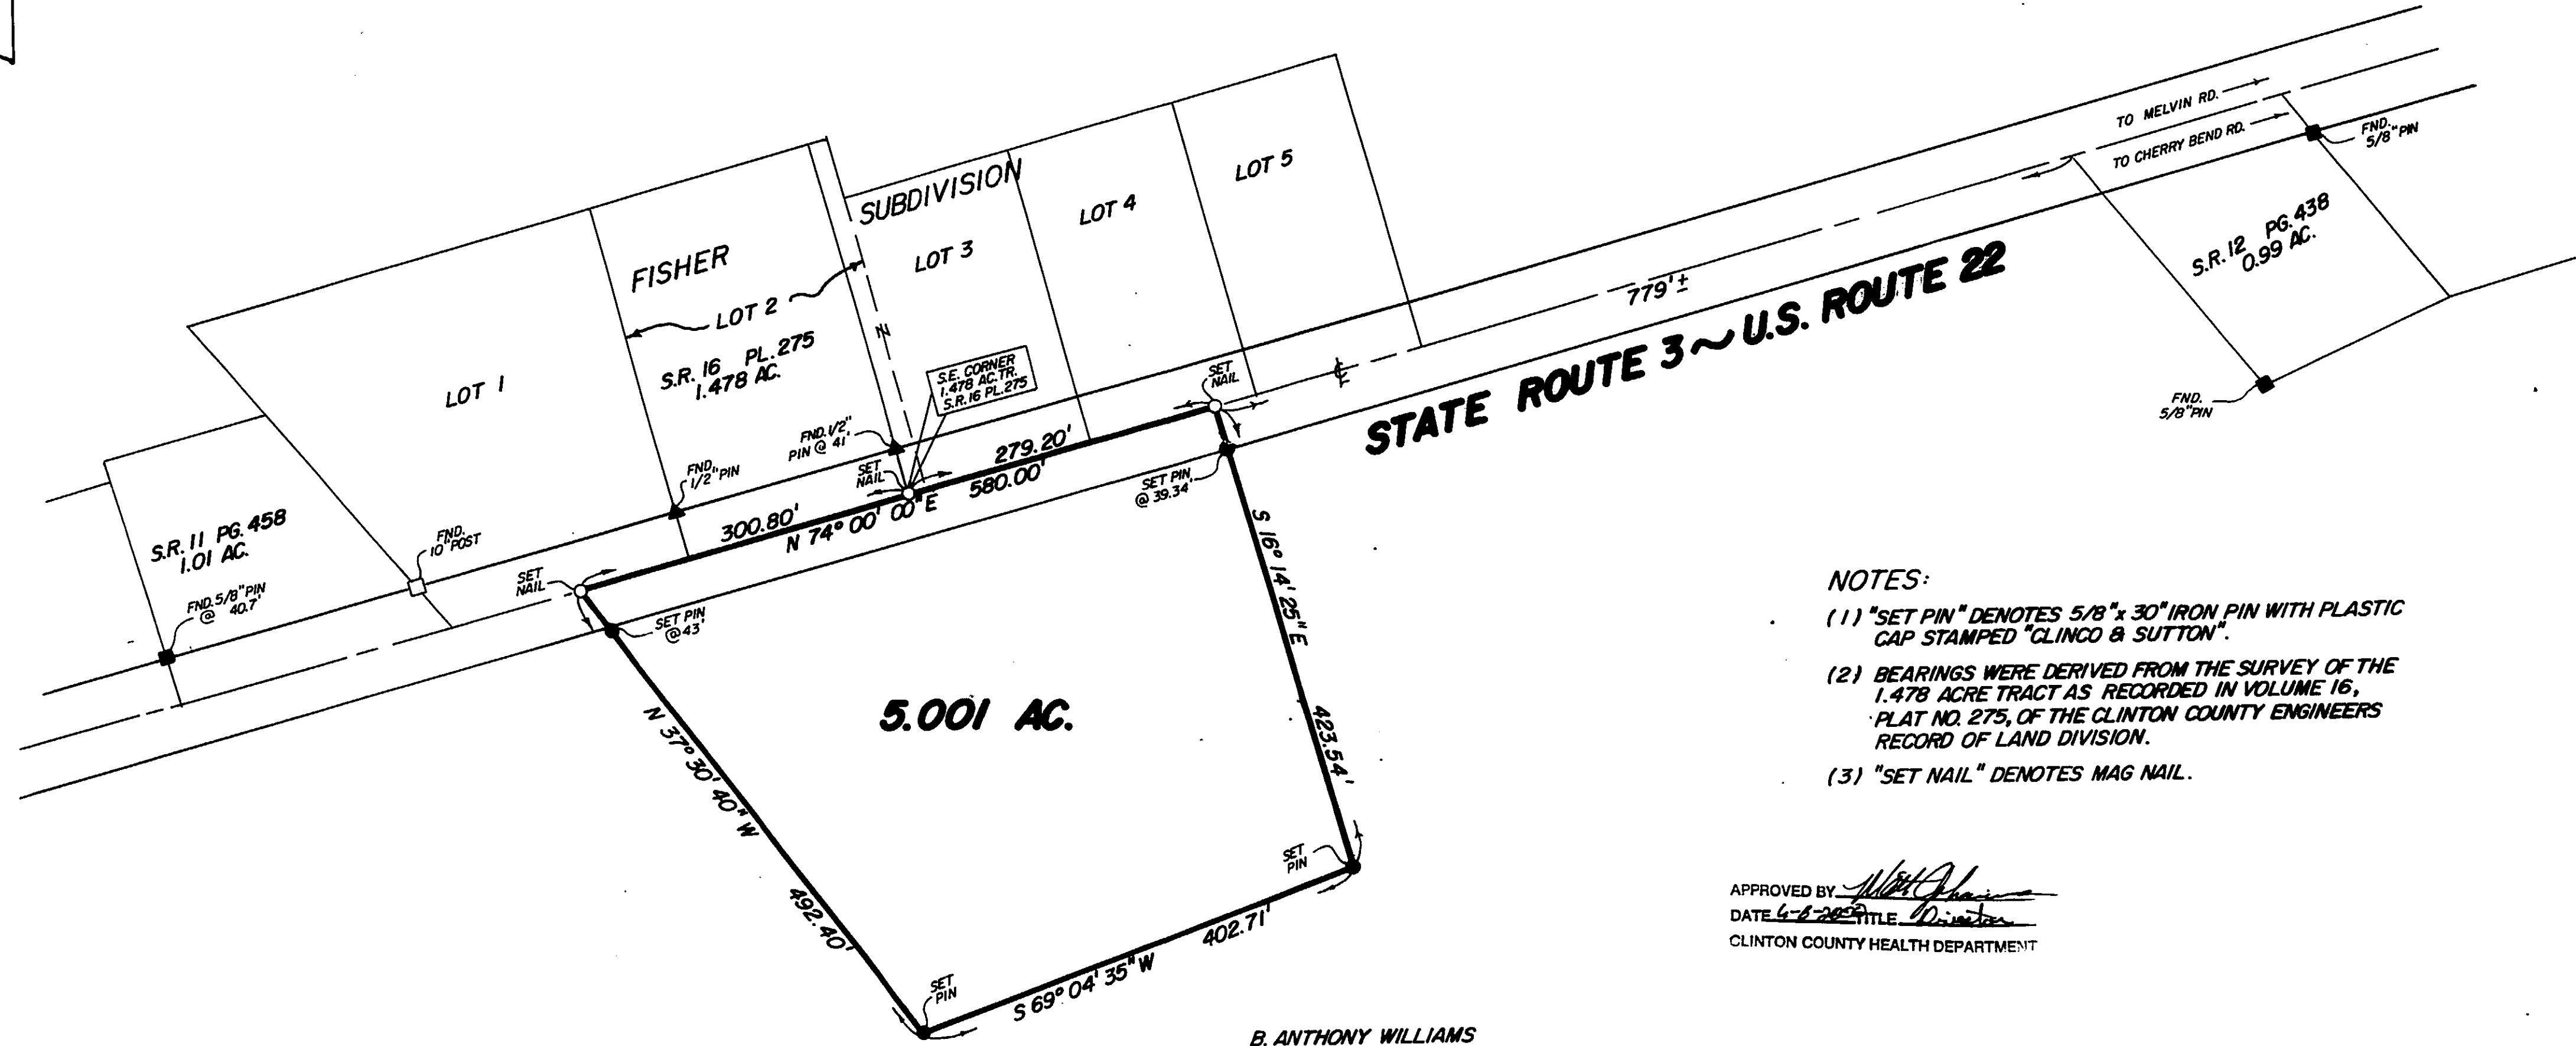 FISHER
SUBDIVISION
LOT 1
LOT 2
LOT 3
LOT 4
LOT 5
S.R. 16 PL. 275
1.478 AC.
S.R. 11 PG. 458
1.01 AC.
FND. 5/8" PIN
@ 40.7'
FND.
10" POST
FND.
1/2" PIN
FND. 1/2"
PIN @ 41'
S.E. CORNER
1.478 AC. TR.
S.R. 16 PL. 275
SET
NAIL
SET
NAIL
SET
NAIL
300.80'
279.20'
N 74° 00' 00" E
580.00'
SET PIN
@ 43'
SET PIN
@ 39.34'
779' ±
STATE ROUTE 3 ~ U.S. ROUTE 22
TO MELVIN RD.
TO CHERRY BEND RD.
FND.
5/8" PIN
S.R. 12 PG. 438
0.99 AC.
FND.
5/8" PIN
S 16° 14' 25" E
423.54'
5.001 AC.
N 37° 30' 40" W
492.40'
SET
PIN
SET
PIN
S 69° 04' 35" W
402.71'
B. ANTHONY WILLIAMS
NOTES:
(1) "SET PIN" DENOTES 5/8" x 30" IRON PIN WITH PLASTIC
CAP STAMPED "CLINCO & SUTTON".
(2) BEARINGS WERE DERIVED FROM THE SURVEY OF THE
1.478 ACRE TRACT AS RECORDED IN VOLUME 16,
PLAT NO. 275, OF THE CLINTON COUNTY ENGINEERS
RECORD OF LAND DIVISION.
(3) "SET NAIL" DENOTES MAG NAIL.
APPROVED BY
DATE TITLE Director
CLINTON COUNTY HEALTH DEPARTMENT